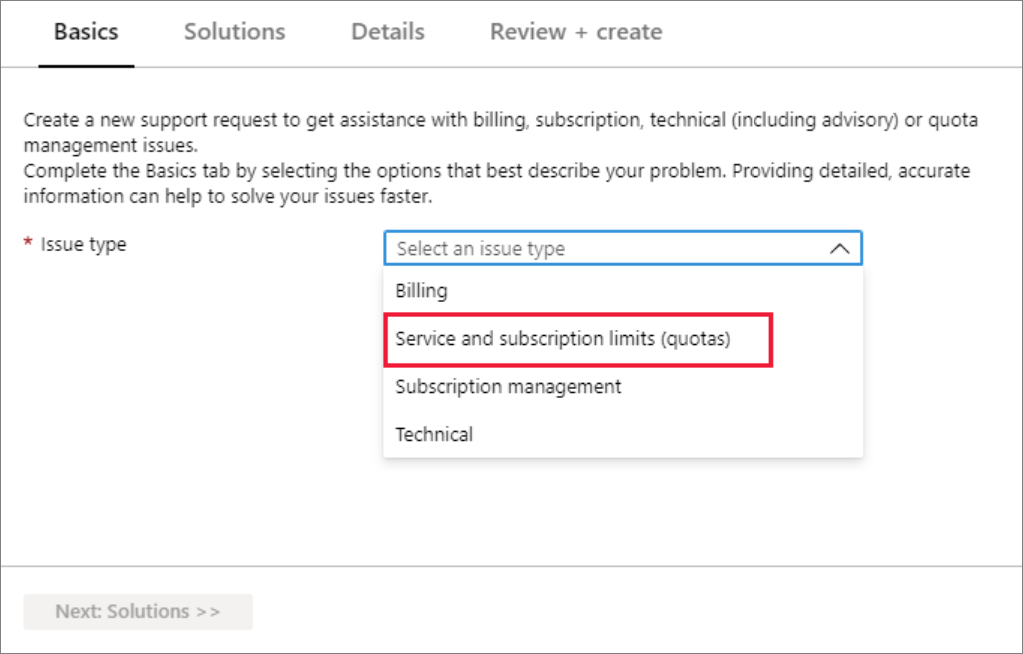 Basics Solutions Details Review + create
Create a new support request to get assistance with billing, subscription, technical (including advisory) or quota
management issues.
Complete the Basics tab by selecting the options that best describe your problem. Providing detailed, accurate
information can help to solve your issues faster.
* Issue type Select an issue type
Billing
Service and subscription limits (quotas)
Subscription management
Technical
Next: Solutions >>